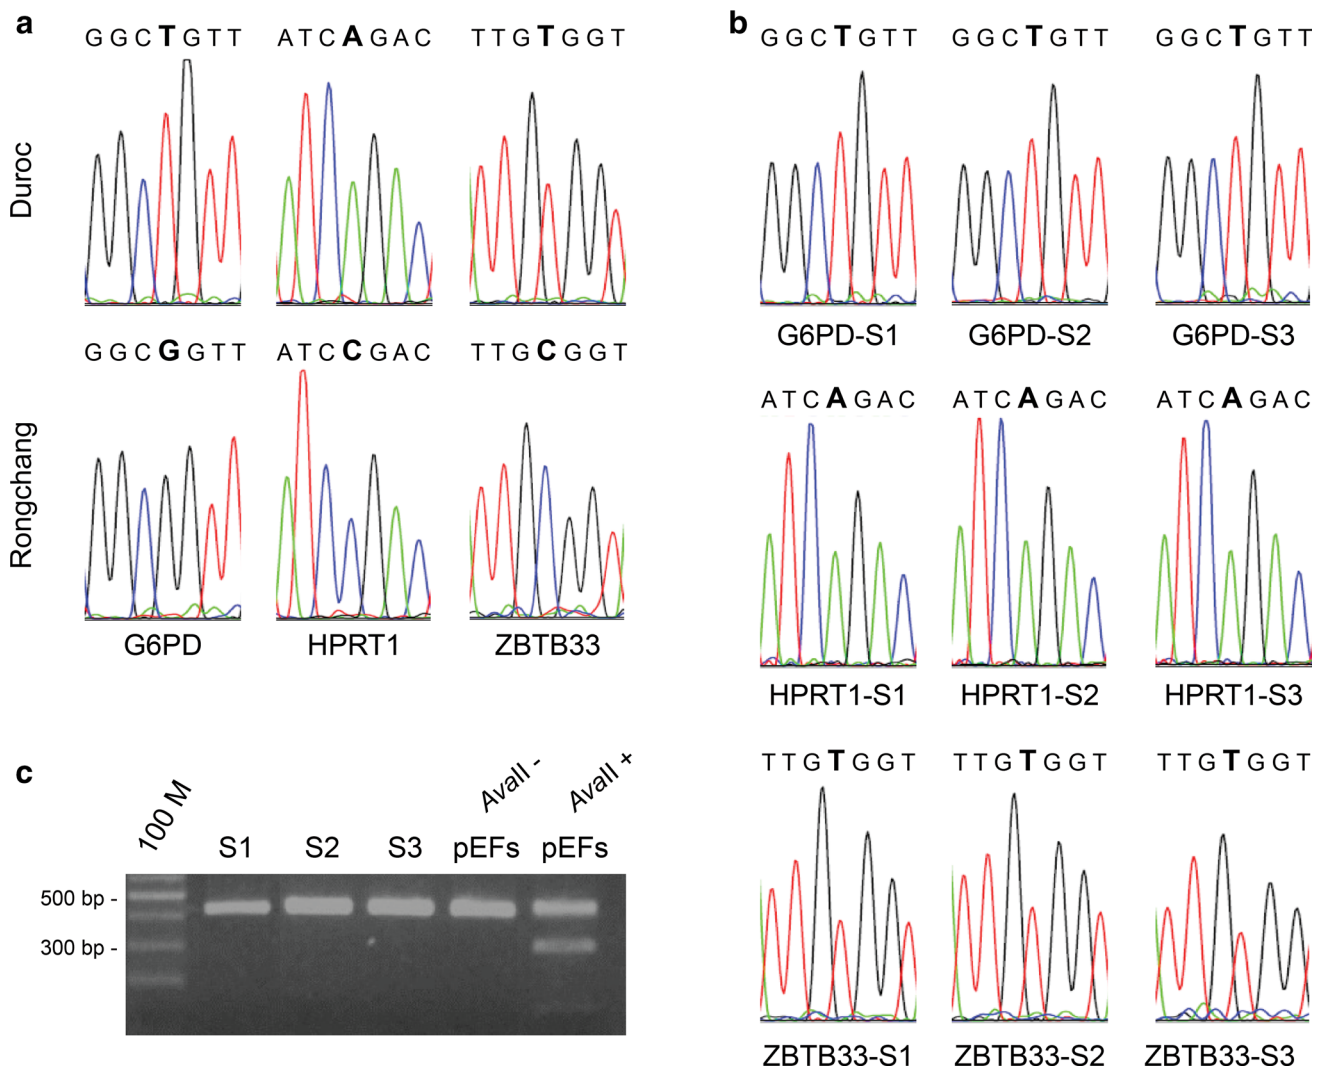 a
GGCTGTT ATCAGAC TTGTGGT
Duroc
GGCGGTT ATCCGAC TTGCGGT
Rongchang
G6PD HPRT1 ZBTB33
b
GGCTGTT GGCTGTT GGCTGTT
G6PD-S1 G6PD-S2 G6PD-S3
ATCAGAC ATCAGAC ATCAGAC
HPRT1-S1 HPRT1-S2 HPRT1-S3
TTGTGGT TTGTGGT TTGTGGT
ZBTB33-S1 ZBTB33-S2 ZBTB33-S3
c
AvaII - AvaII +
100 M S1 S2 S3 pEFs pEFs
500 bp -
300 bp -